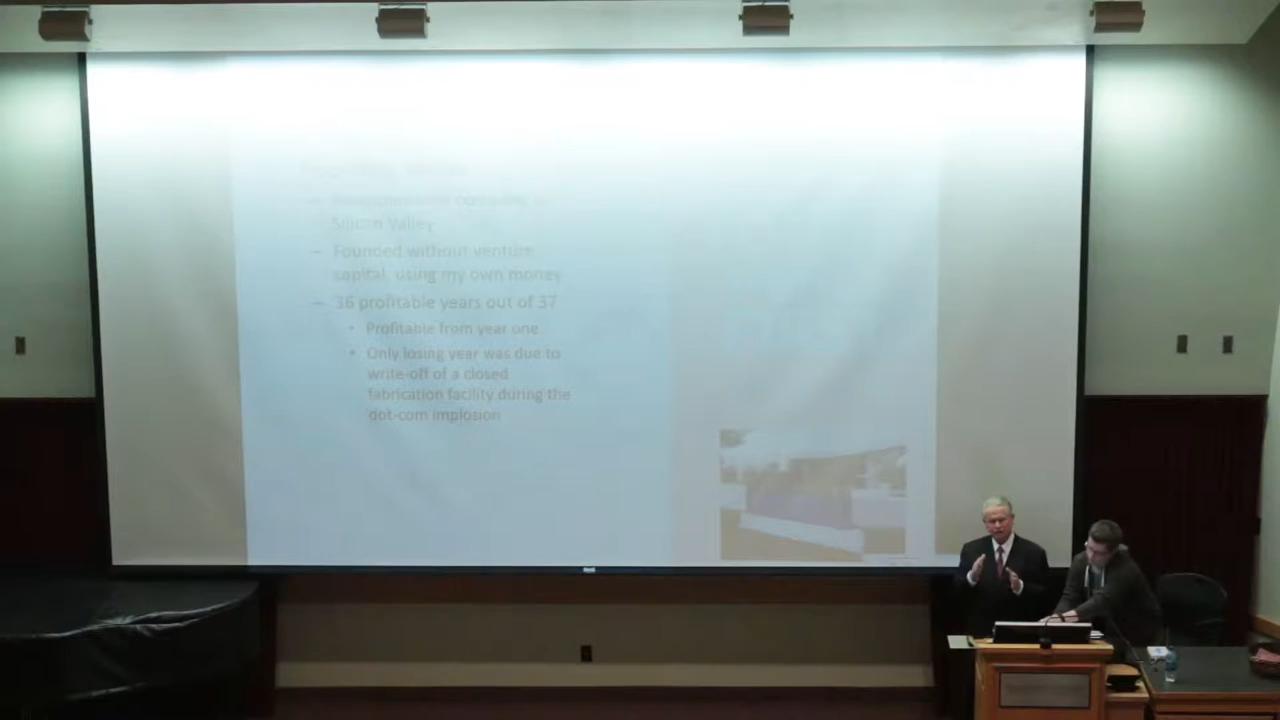 Silicon Valley
– Founded without venture
capital, using my own money
– 36 profitable years out of 37
• Profitable from year one
• Only losing year was due to
write-off of a closed
fabrication facility during the
dot-com implosion